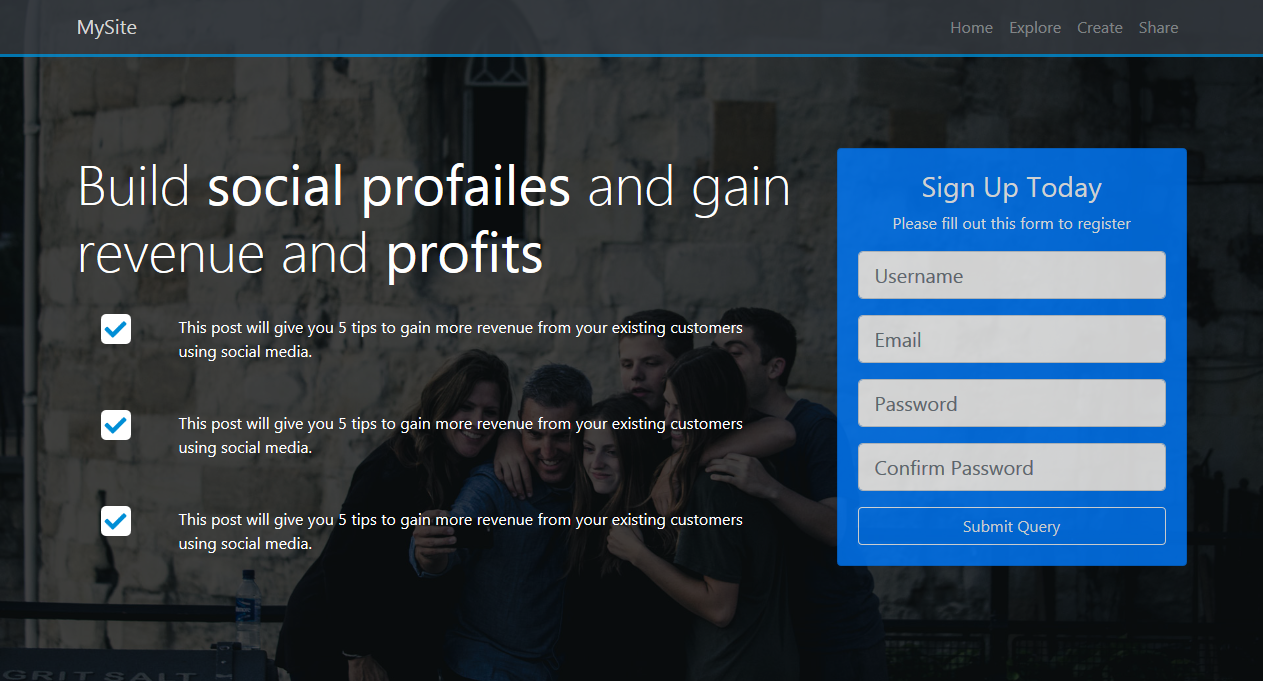 MySite
Home Explore Create Share
Build social profailes and gain
revenue and profits
This post will give you 5 tips to gain more revenue from your existing customers
using social media.
This post will give you 5 tips to gain more revenue from your existing customers
using social media.
This post will give you 5 tips to gain more revenue from your existing customers
using social media.
Sign Up Today
Please fill out this form to register
Username
Email
Password
Confirm Password
Submit Query
GRIT SALT